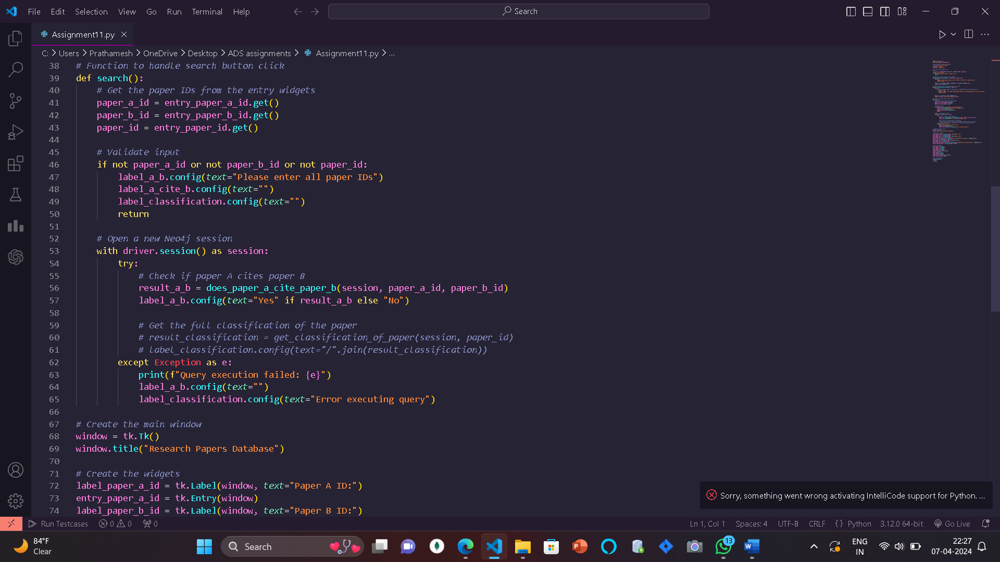 File Edit Selection View Go Run Terminal Help
Search
Assignment11.py
C: Users Prathamesh OneDrive Desktop ADS assignments Assignment11.py ...
38 # Function to handle search button click
39 def search():
40     # Get the paper IDs from the entry widgets
41     paper_a_id = entry_paper_a_id.get()
42     paper_b_id = entry_paper_b_id.get()
43     paper_id = entry_paper_id.get()
44
45     # Validate input
46     if not paper_a_id or not paper_b_id or not paper_id:
47         label_a_b.config(text="Please enter all paper IDs")
48         label_a_cite_b.config(text="")
49         label_classification.config(text="")
50         return
51
52     # Open a new Neo4j session
53     with driver.session() as session:
54         try:
55             # Check if paper A cites paper B
56             result_a_b = does_paper_a_cite_paper_b(session, paper_a_id, paper_b_id)
57             label_a_b.config(text="Yes" if result_a_b else "No")
58
59             # Get the full classification of the paper
60             # result_classification = get_classification_of_paper(session, paper_id)
61             # label_classification.config(text="/".join(result_classification))
62         except Exception as e:
63             print(f"Query execution failed: {e}")
64             label_a_b.config(text="")
65             label_classification.config(text="Error executing query")
66
67 # Create the main window
68 window = tk.Tk()
69 window.title("Research Papers Database")
70
71 # Create the widgets
72 label_paper_a_id = tk.Label(window, text="Paper A ID:")
73 entry_paper_a_id = tk.Entry(window)
74 label_paper_b_id = tk.Label(window, text="Paper B ID:")
Sorry, something went wrong activating IntelliCode support for Python. ...
Run Testcases 0 0 0 Ln 1, Col 1 Spaces: 4 UTF-8 CRLF {} Python 3.12.0 64-bit Go Live
84°F
Clear
Search
13
ENG
IN
22:27
07-04-2024